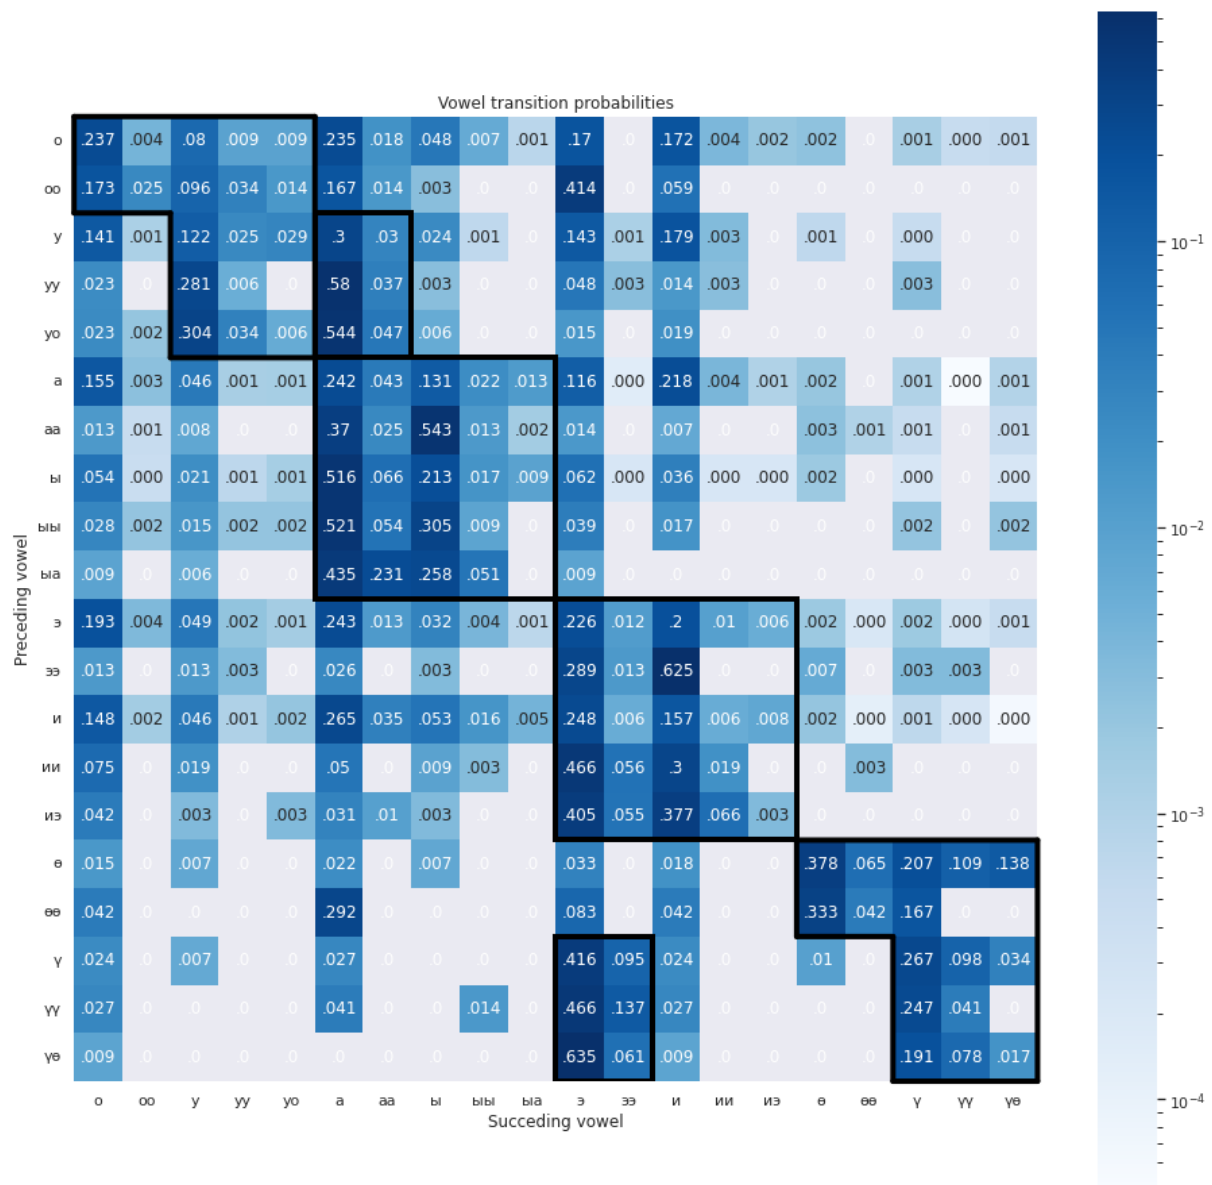 Vowel transition probabilities
Preceding vowel
о .237 .004 .08 .009 .009 .235 .018 .048 .007 .001 .17 .0 .172 .004 .002 .002 .0 .001 .000 .001
оо .173 .025 .096 .034 .014 .167 .014 .003 .0 .0 .414 .0 .059 .0 .0 .0 .0 .0 .0 .0
у .141 .001 .122 .025 .029 .3 .03 .024 .001 .0 .143 .001 .179 .003 .0 .001 .0 .000 .0 .0
уу .023 .0 .281 .006 .0 .58 .037 .003 .0 .0 .048 .003 .014 .003 .0 .0 .0 .003 .0 .0
уо .023 .002 .304 .034 .006 .544 .047 .006 .0 .0 .015 .0 .019 .0 .0 .0 .0 .0 .0 .0
а .155 .003 .046 .001 .001 .242 .043 .131 .022 .013 .116 .000 .218 .004 .001 .002 .0 .001 .000 .001
аа .013 .001 .008 .0 .0 .37 .025 .543 .013 .002 .014 .0 .007 .0 .0 .003 .001 .001 .0 .001
ы .054 .000 .021 .001 .001 .516 .066 .213 .017 .009 .062 .000 .036 .000 .000 .002 .0 .000 .0 .000
ыы .028 .002 .015 .002 .002 .521 .054 .305 .009 .0 .039 .0 .017 .0 .0 .0 .0 .002 .0 .002
ыа .009 .0 .006 .0 .0 .435 .231 .258 .051 .0 .009 .0 .0 .0 .0 .0 .0 .0 .0 .0
э .193 .004 .049 .002 .001 .243 .013 .032 .004 .001 .226 .012 .2 .01 .006 .002 .000 .002 .000 .001
ээ .013 .0 .013 .003 .0 .026 .0 .003 .0 .0 .289 .013 .625 .0 .0 .007 .0 .003 .003 .0
и .148 .002 .046 .001 .002 .265 .035 .053 .016 .005 .248 .006 .157 .006 .008 .002 .000 .001 .000 .000
ии .075 .0 .019 .0 .0 .05 .0 .009 .003 .0 .466 .056 .3 .019 .0 .0 .003 .0 .0 .0
иэ .042 .0 .003 .0 .003 .031 .01 .003 .0 .0 .405 .055 .377 .066 .003 .0 .0 .0 .0 .0
ө .015 .0 .007 .0 .0 .022 .0 .007 .0 .0 .033 .0 .018 .0 .0 .378 .065 .207 .109 .138
өө .042 .0 .0 .0 .0 .292 .0 .0 .0 .0 .083 .0 .042 .0 .0 .333 .042 .167 .0 .0
ү .024 .0 .007 .0 .0 .027 .0 .0 .0 .0 .416 .095 .024 .0 .0 .01 .0 .267 .098 .034
үү .027 .0 .0 .0 .0 .041 .0 .0 .014 .0 .466 .137 .027 .0 .0 .0 .0 .247 .041 .0
үө .009 .0 .0 .0 .0 .0 .0 .0 .0 .0 .635 .061 .009 .0 .0 .0 .0 .191 .078 .017
о оо у уу уо а аа ы ыы ыа э ээ и ии иэ ө өө ү үү үө
Succeding vowel
10⁻¹
10⁻²
10⁻³
10⁻⁴